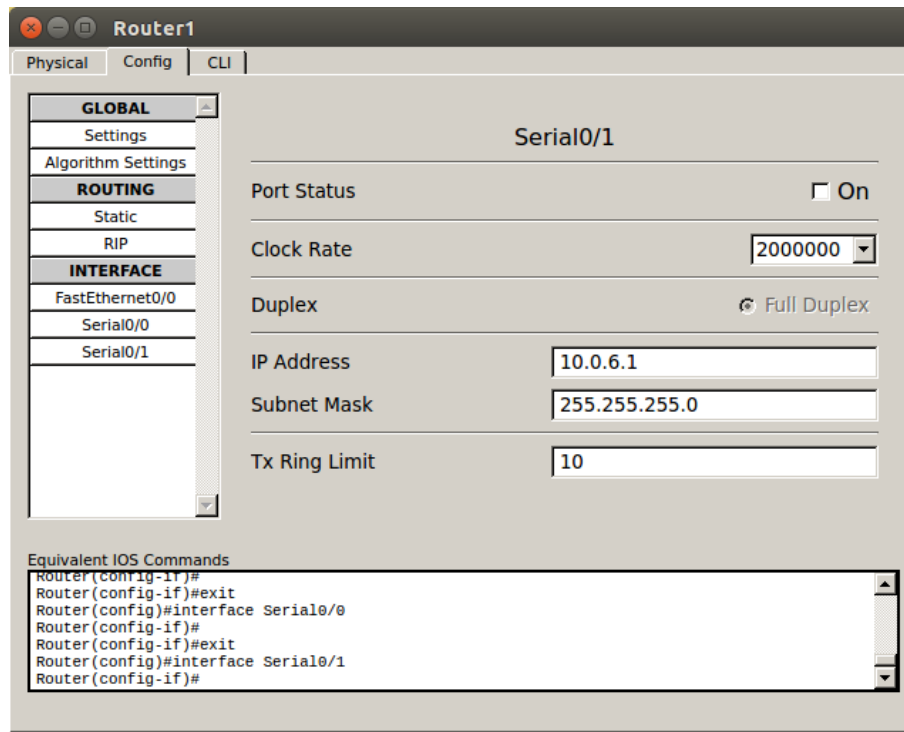 Router1
Physical Config CLI
GLOBAL
Settings
Algorithm Settings
ROUTING
Static
RIP
INTERFACE
FastEthernet0/0
Serial0/0
Serial0/1
Serial0/1
Port Status On
Clock Rate 2000000
Duplex Full Duplex
IP Address 10.0.6.1
Subnet Mask 255.255.255.0
Tx Ring Limit 10
Equivalent IOS Commands
Router(config-if)#
Router(config-if)#exit
Router(config)#interface Serial0/0
Router(config-if)#
Router(config-if)#exit
Router(config)#interface Serial0/1
Router(config-if)#